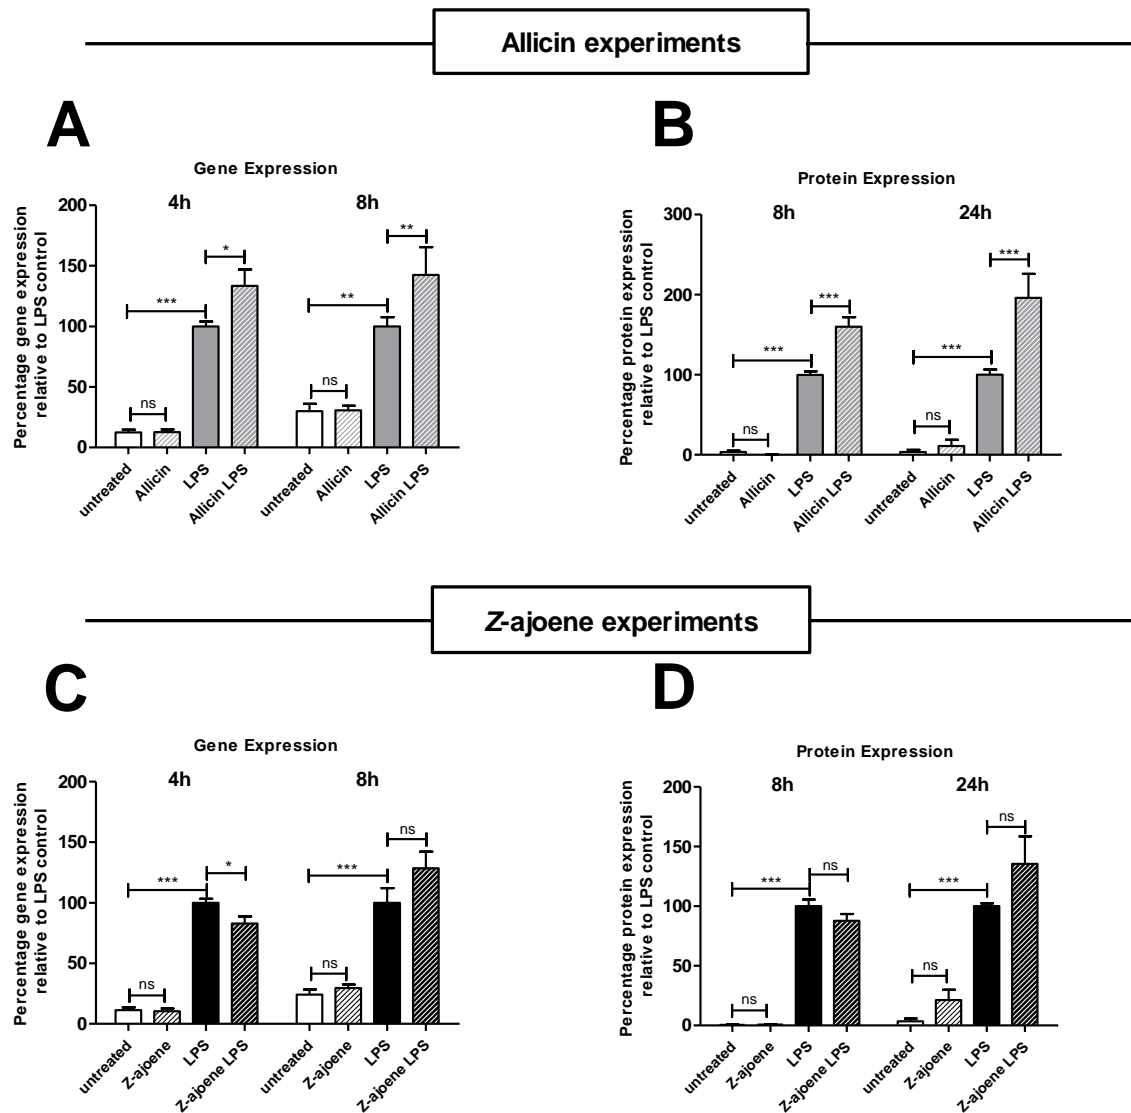 Allicin experiments
A
Gene Expression
4h
8h
Percentage gene expression
relative to LPS control
200
150
100
50
0
***
*
ns
**
**
ns
untreated
Allicin
LPS
Allicin LPS
untreated
Allicin
LPS
Allicin LPS
B
Protein Expression
8h
24h
Percentage protein expression
relative to LPS control
300
200
100
0
***
***
ns
***
***
ns
untreated
Allicin
LPS
Allicin LPS
untreated
Allicin
LPS
Allicin LPS
Z-ajoene experiments
C
Gene Expression
4h
8h
Percentage gene expression
relative to LPS control
200
150
100
50
0
***
*
ns
***
ns
ns
untreated
Z-ajoene
LPS
Z-ajoene LPS
untreated
Z-ajoene
LPS
Z-ajoene LPS
D
Protein Expression
8h
24h
Percentage protein expression
relative to LPS control
200
150
100
50
0
***
ns
ns
***
ns
ns
untreated
Z-ajoene
LPS
Z-ajoene LPS
untreated
Z-ajoene
LPS
Z-ajoene LPS